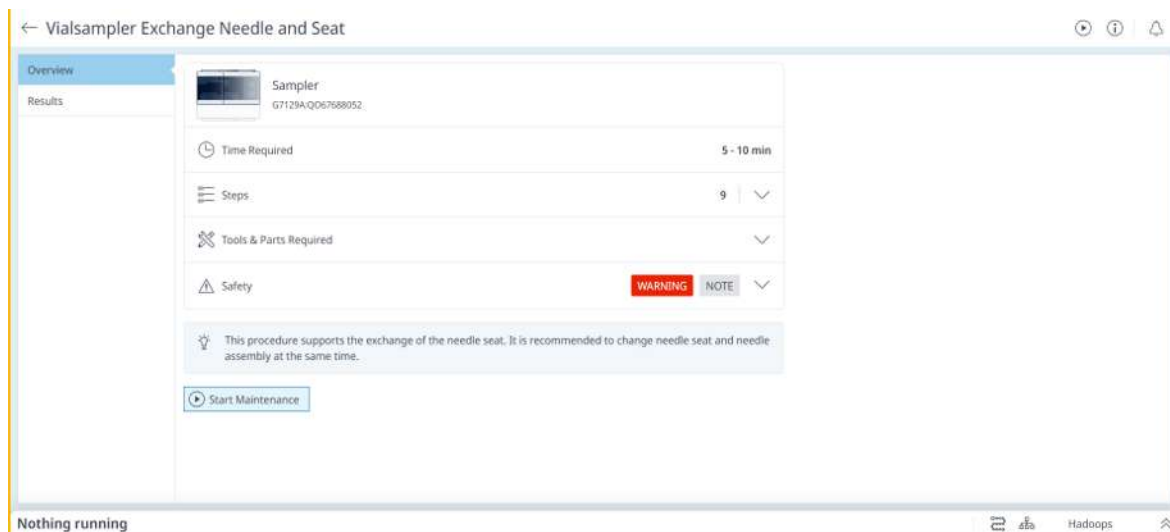 Vialsampler Exchange Needle and Seat
Overview
Results
Sampler
G7129A:QO67688052
Time Required
5 - 10 min
Steps
9
Tools & Parts Required
Safety
WARNING
NOTE
This procedure supports the exchange of the needle seat. It is recommended to change needle seat and needle
assembly at the same time.
Start Maintenance
Nothing running
Hadoops